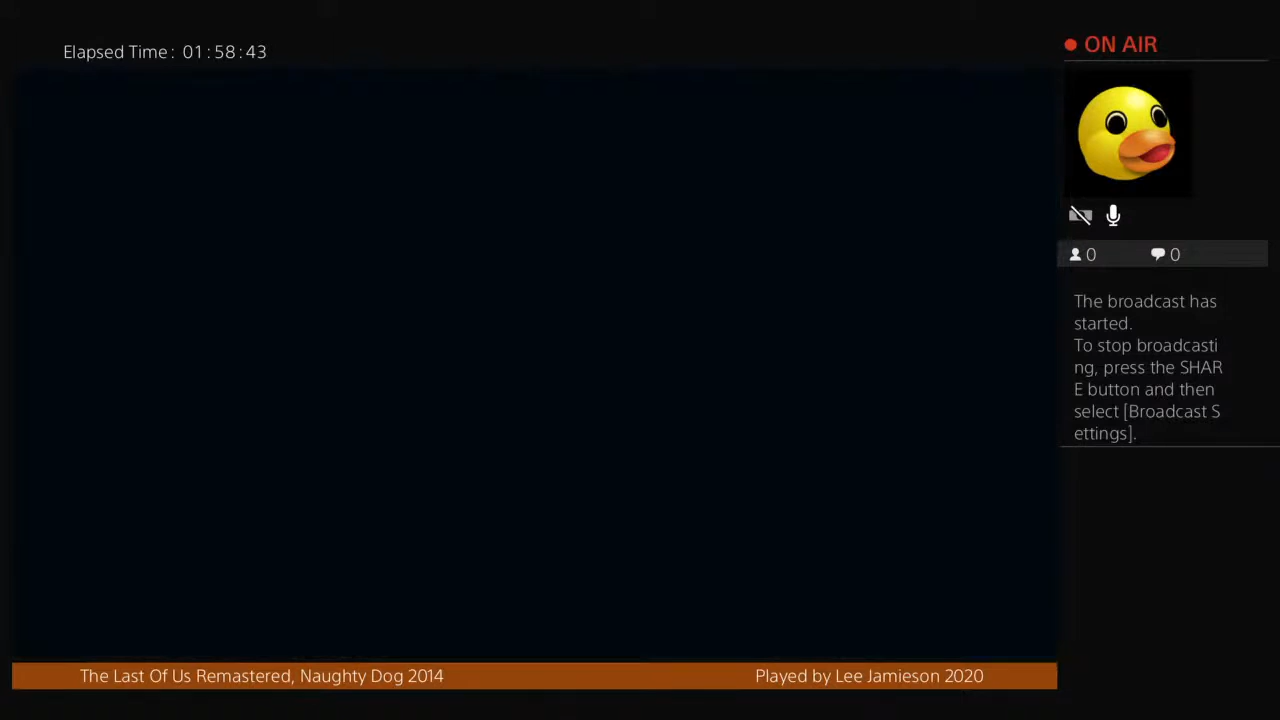 Elapsed Time: 01:58:43
ON AIR
0 0
The broadcast has
started.
To stop broadcasti
ng, press the SHAR
E button and then
select [Broadcast S
ettings].
The Last Of Us Remastered, Naughty Dog 2014 Played by Lee Jamieson 2020